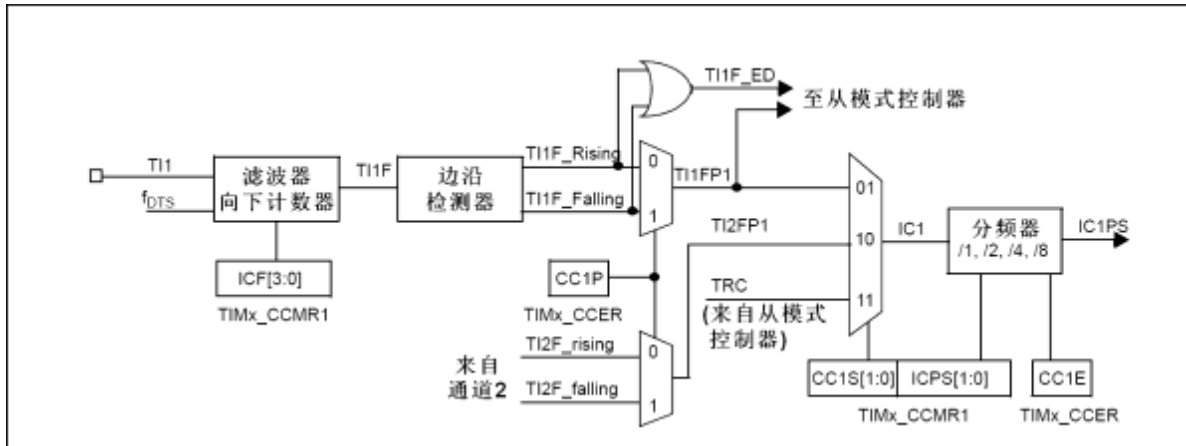 TI1F_ED
至从模式控制器
TI1
fDTS
滤波器
向下计数器
TI1F
边沿
检测器
TI1F_Rising
TI1F_Falling
0
1
TI1FP1
01
TI2FP1
10
IC1
分频器
/1, /2, /4, /8
IC1PS
ICF[3:0]
TIMx_CCMR1
CC1P
TIMx_CCER
TRC
11
(来自从模式
控制器)
来自
通道2
TI2F_rising
TI2F_falling
0
1
CC1S[1:0]
ICPS[1:0]
CC1E
TIMx_CCMR1
TIMx_CCER